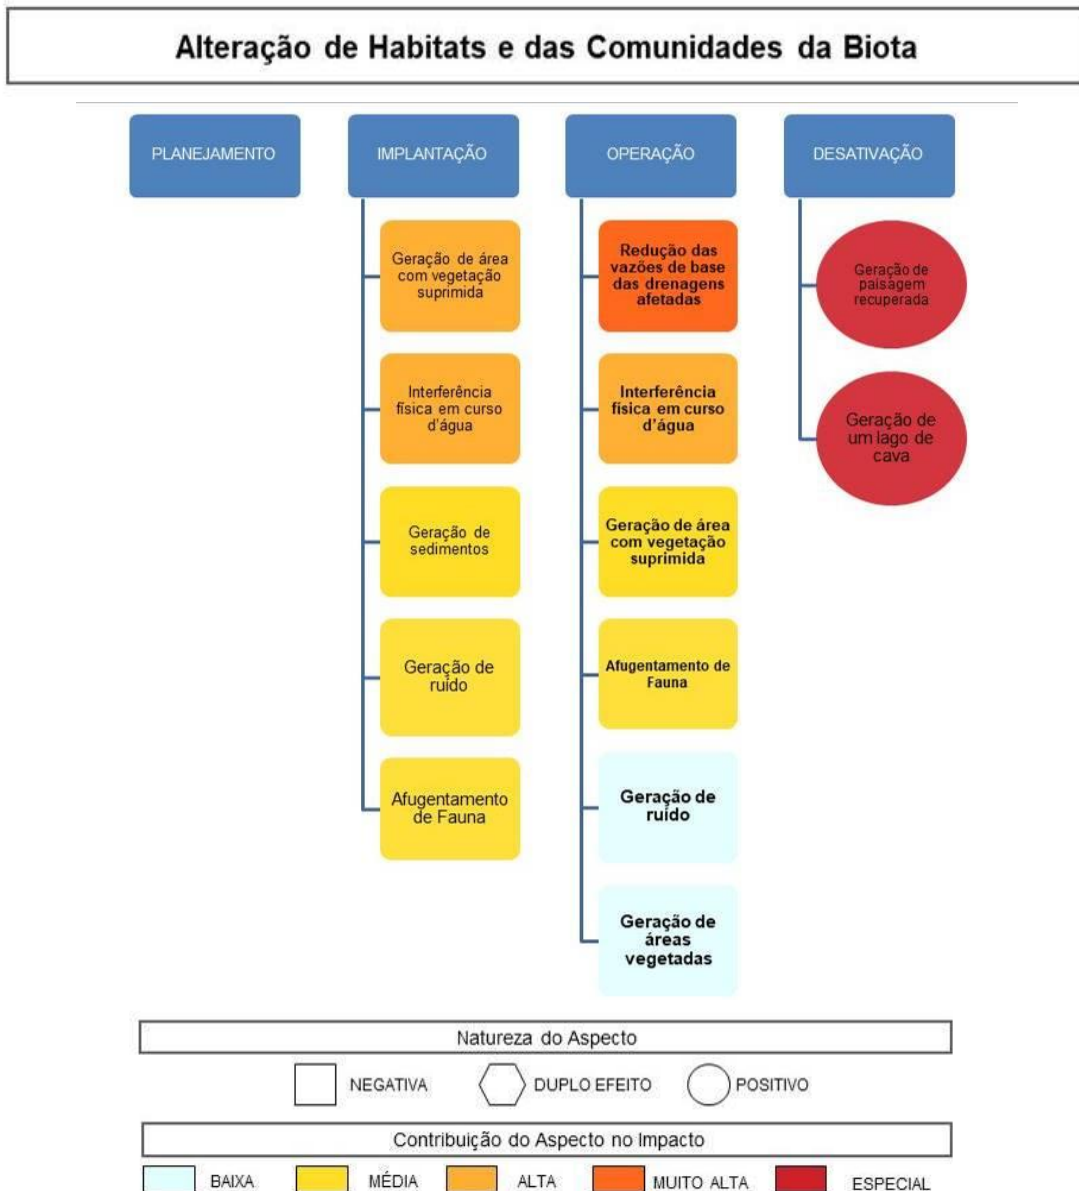 Alteração de Habitats e das Comunidades da Biota
PLANEJAMENTO
IMPLANTAÇÃO
OPERAÇÃO
DESATIVAÇÃO
Geração de área
com vegetação
suprimida
Interferência
física em curso
d'água
Geração de
sedimentos
Geração de
ruído
Afugentamento
de Fauna
Redução das
vazões de base
das drenagens
afetadas
Interferência
física em curso
d'água
Geração de área
com vegetação
suprimida
Afugentamento de
Fauna
Geração de
ruído
Geração de
áreas
vegetadas
Geração de
paisagem
recuperada
Geração de
um lago de
cava
Natureza do Aspecto
NEGATIVA
DUPLO EFEITO
POSITIVO
Contribuição do Aspecto no Impacto
BAIXA
MÉDIA
ALTA
MUITO ALTA
ESPECIAL